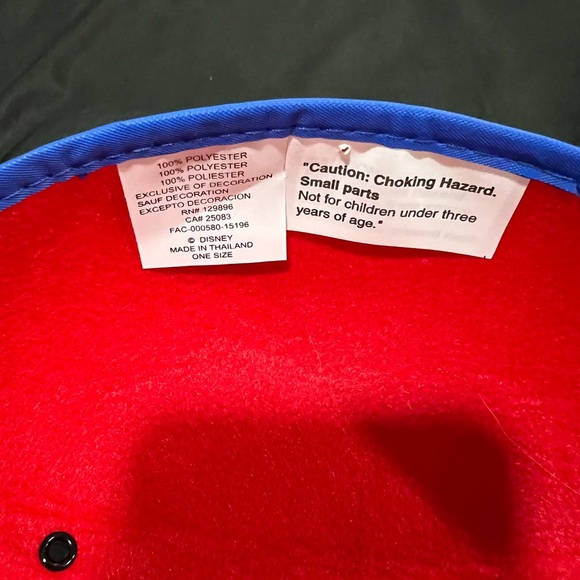 100% POLYESTER
100% POLYESTER
100% POLIESTER
EXCLUSIVE OF DECORATION
SAUF DECORATION
EXCEPTO DECORACION
RN# 129896
CA# 25083
FAC-000580-15196
© DISNEY
MADE IN THAILAND
ONE SIZE
"Caution: Choking Hazard.
Small parts
Not for children under three
years of age."